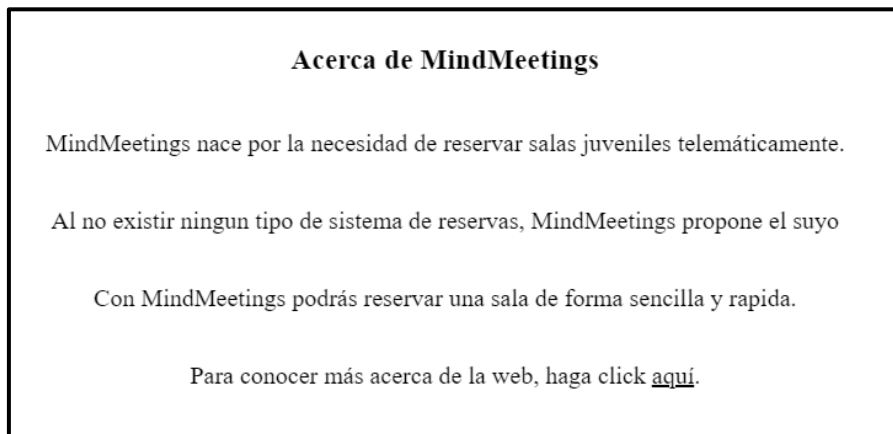 Acerca de MindMeetings
MindMeetings nace por la necesidad de reservar salas juveniles telemáticamente.
Al no existir ningun tipo de sistema de reservas, MindMeetings propone el suyo
Con MindMeetings podrás reservar una sala de forma sencilla y rapida.
Para conocer más acerca de la web, haga click aquí.